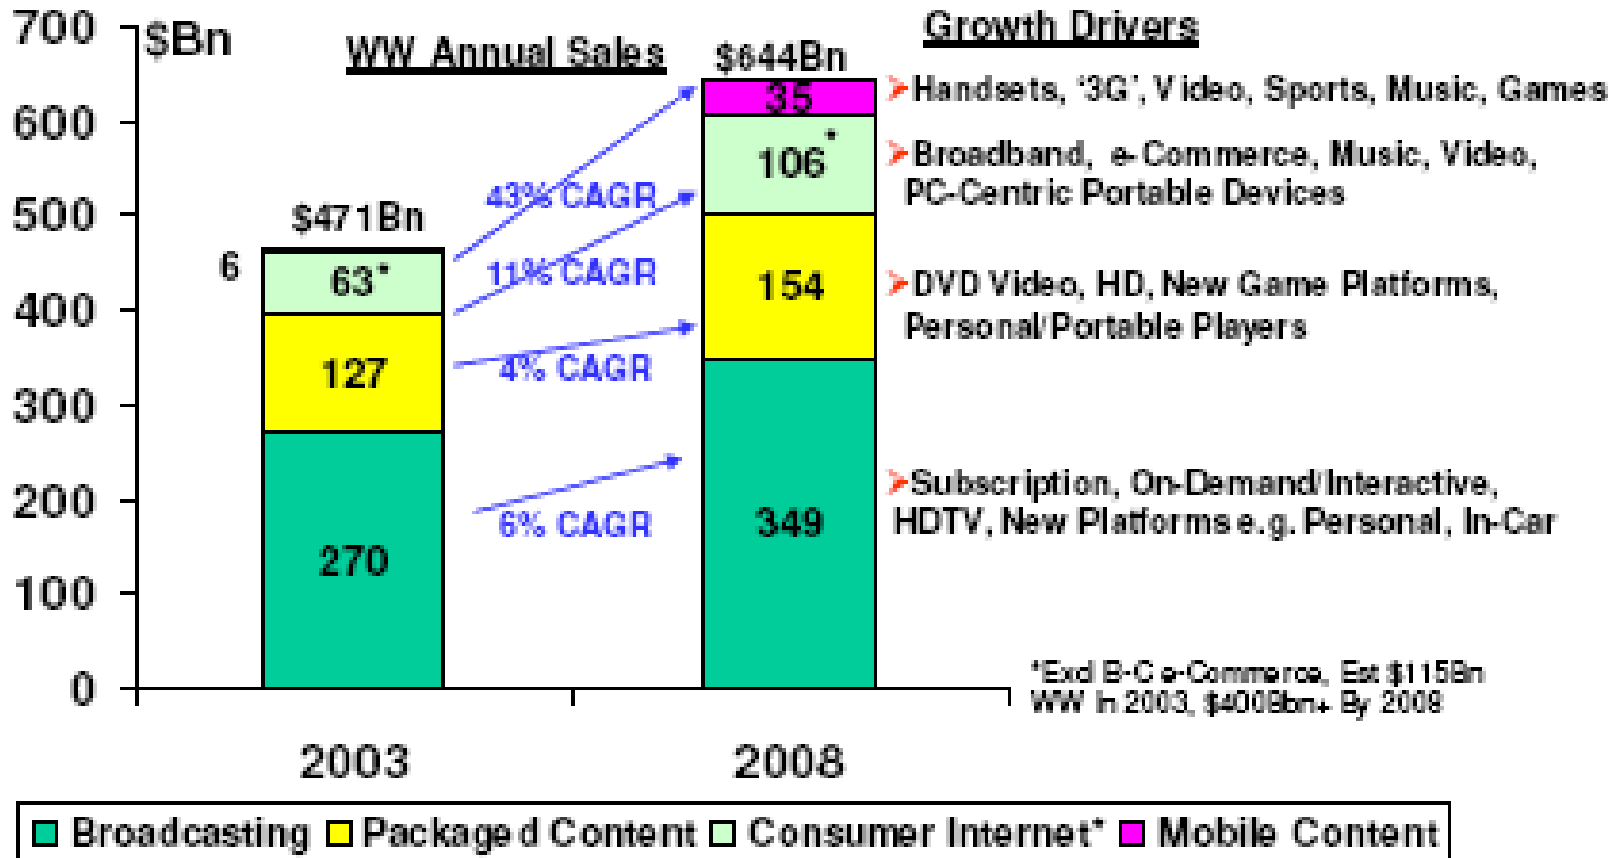 700
$Bn
WW Annual Sales
$644Bn
Growth Drivers
35
➤Handsets, ‘3G’, Video, Sports, Music, Games
600
106*
➤Broadband, e-Commerce, Music, Video,
PC-Centric Portable Devices
43% CAGR
500
$471Bn
6
63*
11% CAGR
154
➤DVD Video, HD, New Game Platforms,
Personal/Portable Players
400
127
4% CAGR
300
200
6% CAGR
349
➤Subscription, On-Demand/Interactive,
HDTV, New Platforms e.g. Personal, In-Car
270
100
0
*Excl B-C e-Commerce, Est $115Bn
WW In 2003, $400Bbn+ By 2008
2003
2008
Broadcasting Packaged Content Consumer Internet* Mobile Content